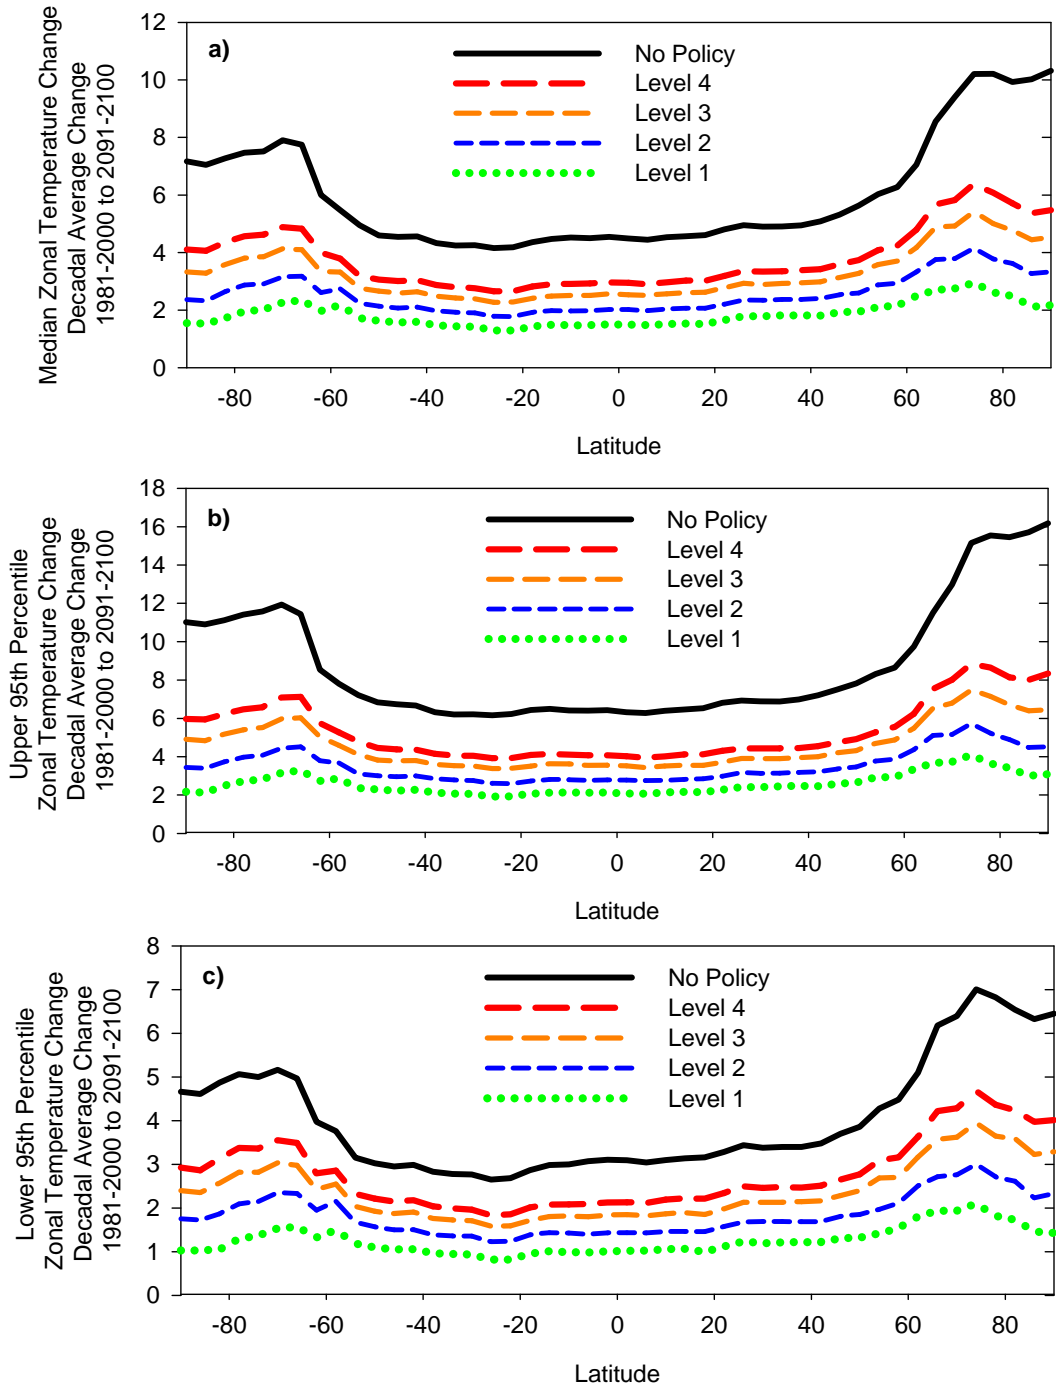 Median Zonal Temperature Change
Decadal Average Change
1981-2000 to 2091-2100
12
10
8
6
4
2
0
a)
No Policy
Level 4
Level 3
Level 2
Level 1
-80 -60 -40 -20 0 20 40 60 80
Latitude
Upper 95th Percentile
Zonal Temperature Change
Decadal Average Change
1981-2000 to 2091-2100
18
16
14
12
10
8
6
4
2
0
b)
No Policy
Level 4
Level 3
Level 2
Level 1
-80 -60 -40 -20 0 20 40 60 80
Latitude
Lower 95th Percentile
Zonal Temperature Change
Decadal Average Change
1981-2000 to 2091-2100
8
7
6
5
4
3
2
1
0
c)
No Policy
Level 4
Level 3
Level 2
Level 1
-80 -60 -40 -20 0 20 40 60 80
Latitude